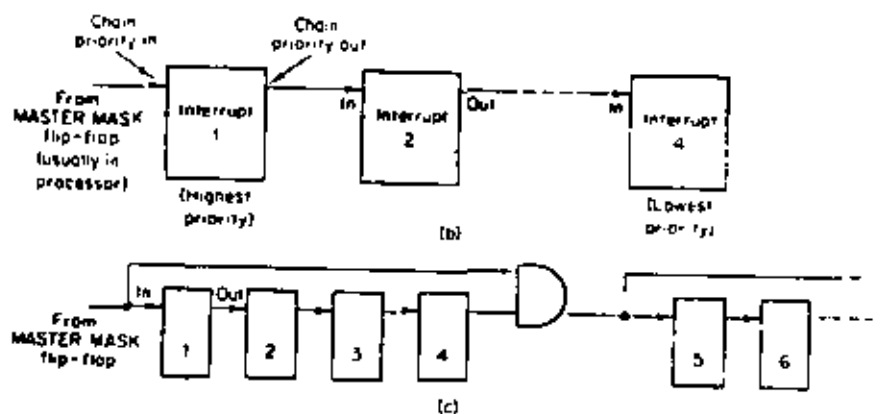 Chain
priority in
Chain
priority out
From
MASTER MASK
flip-flop
(usually in
processor)
Interrupt
1
(Highest
priority)
In
Interrupt
2
Out
In
Interrupt
4
(Lowest
priority)
(b)
From
MASTER MASK
flip-flop
In
Out
1
2
3
4
5
6
(c)